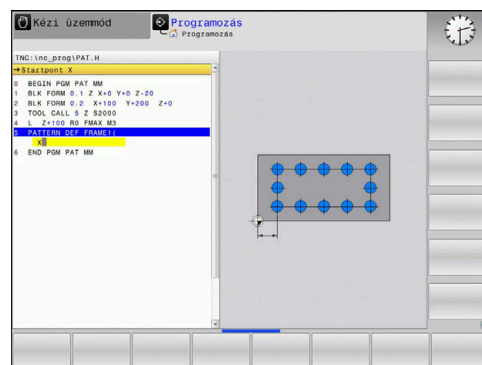 Kézi üzemmód
Programozás
Programozás
TNC:\nc_prog\PAT.H
→Startpont X
0 BEGIN PGM PAT MM
1 BLK FORM 0.1 Z X+0 Y+0 Z-20
2 BLK FORM 0.2 X+100 Y+200 Z+0
3 TOOL CALL 5 Z S2000
4 L Z+100 R0 FMAX M3
5 PATTERN DEF FRAME1(
X
6 END PGM PAT MM